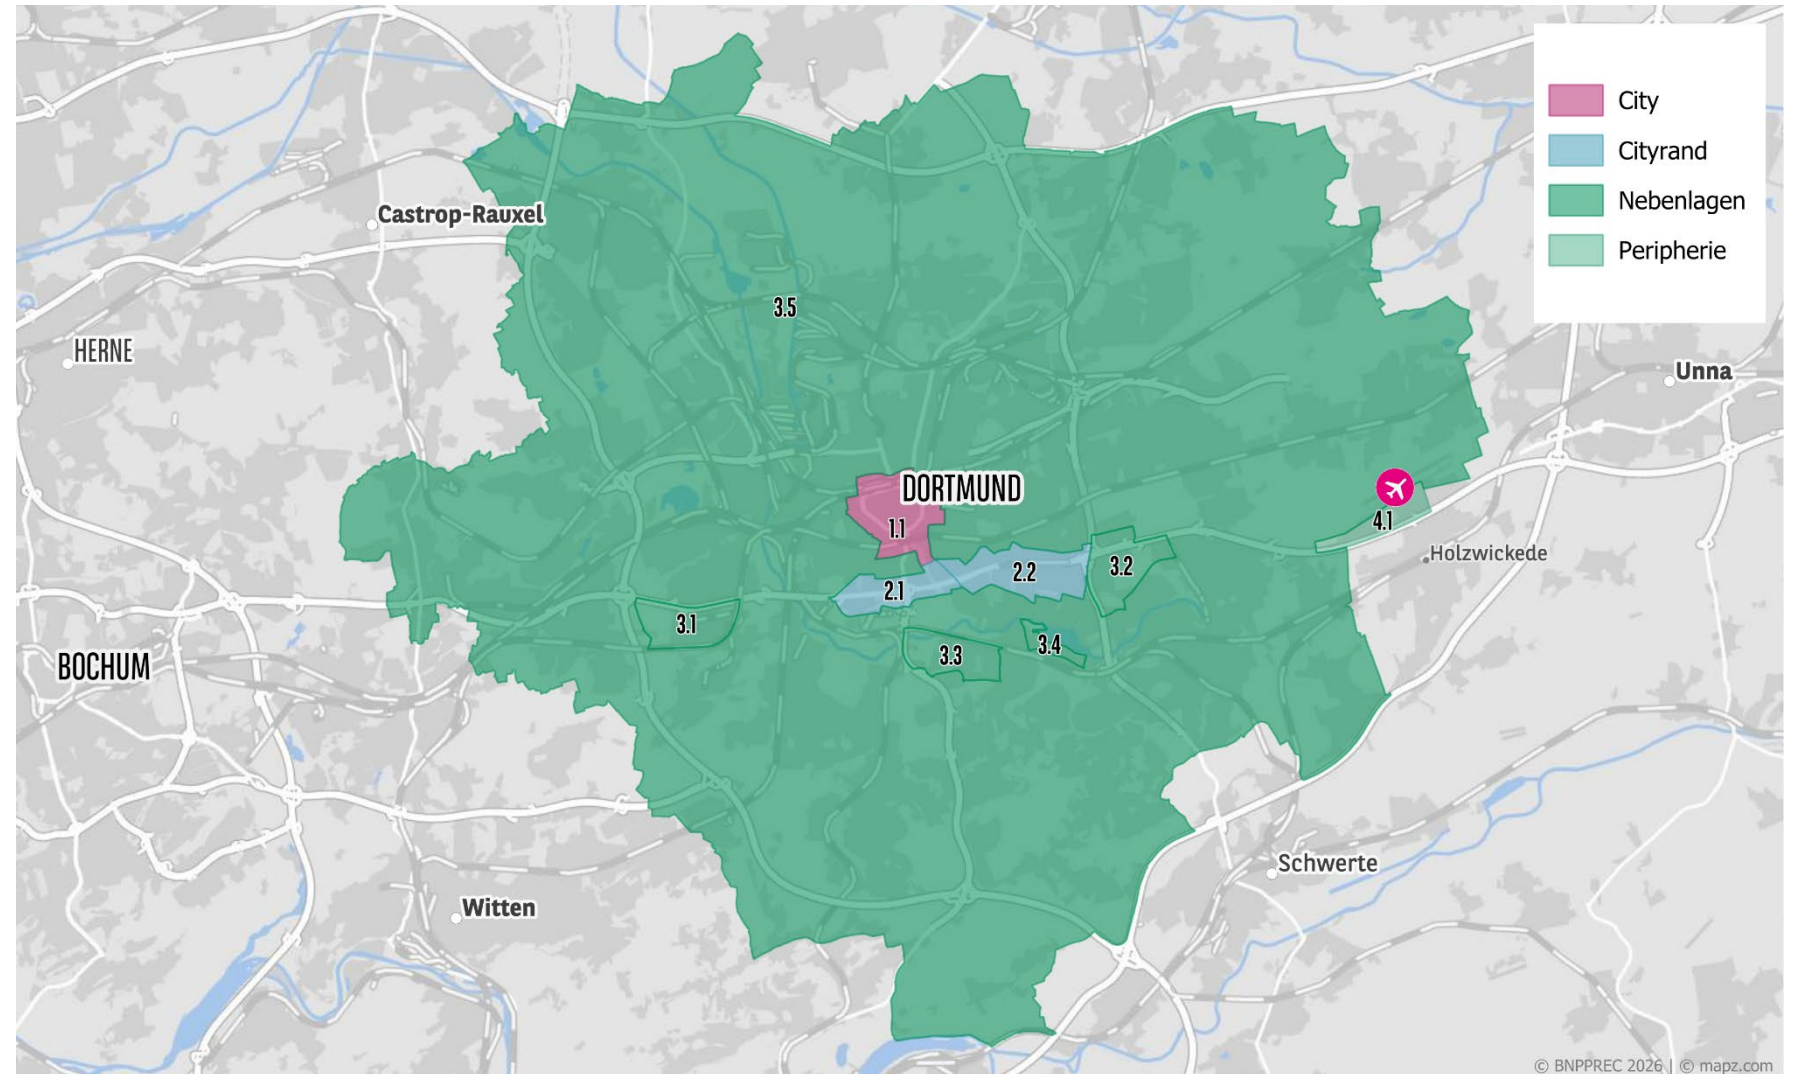 City
Cityrand
Nebenlagen
Peripherie
Castrop-Rauxel
3.5
HERNE
Unna
DORTMUND
1.1
4.1
Holzwickede
3.2
2.2
2.1
3.1
3.4
3.3
BOCHUM
Schwerte
Witten
© BNPPREC 2026 | © mapz.com